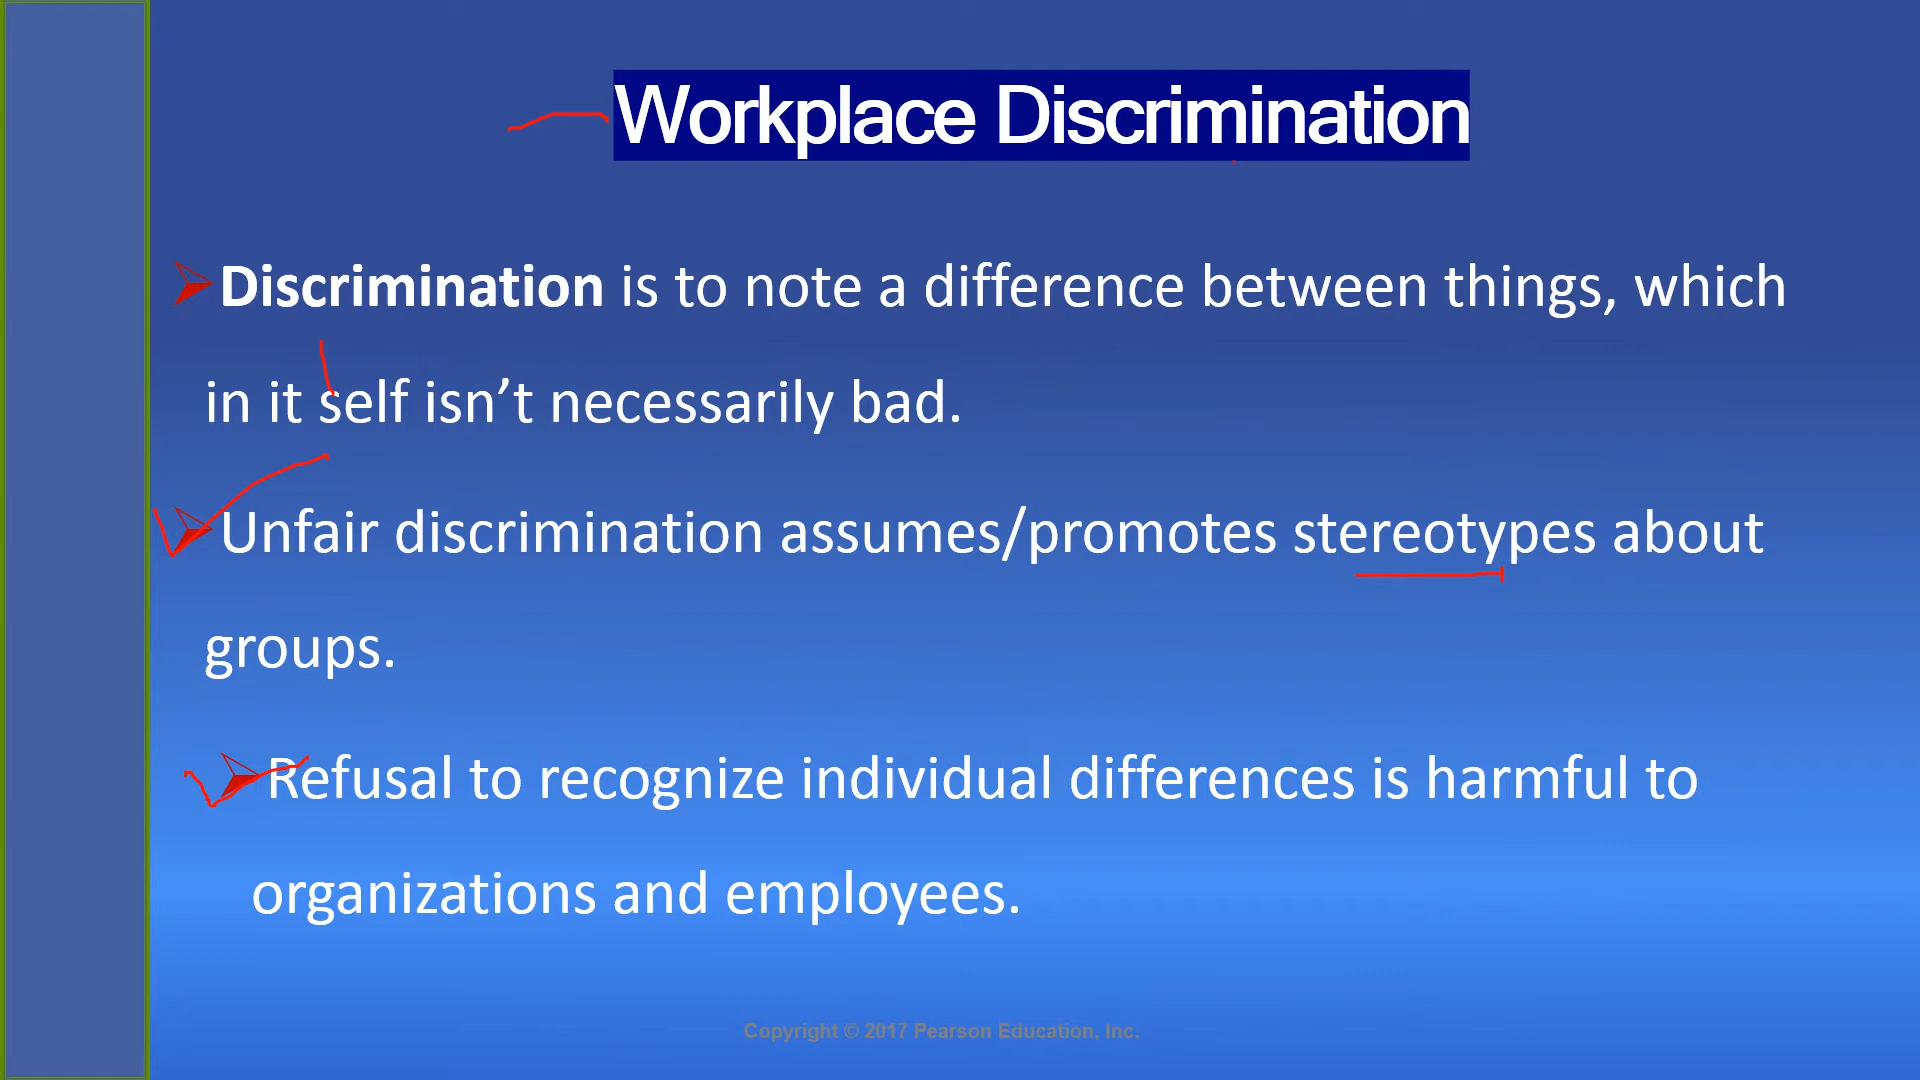 Workplace Discrimination
Discrimination is to note a difference between things, which
in it self isn’t necessarily bad.
Unfair discrimination assumes/promotes stereotypes about
groups.
Refusal to recognize individual differences is harmful to
organizations and employees.
Copyright © 2017 Pearson Education, Inc.